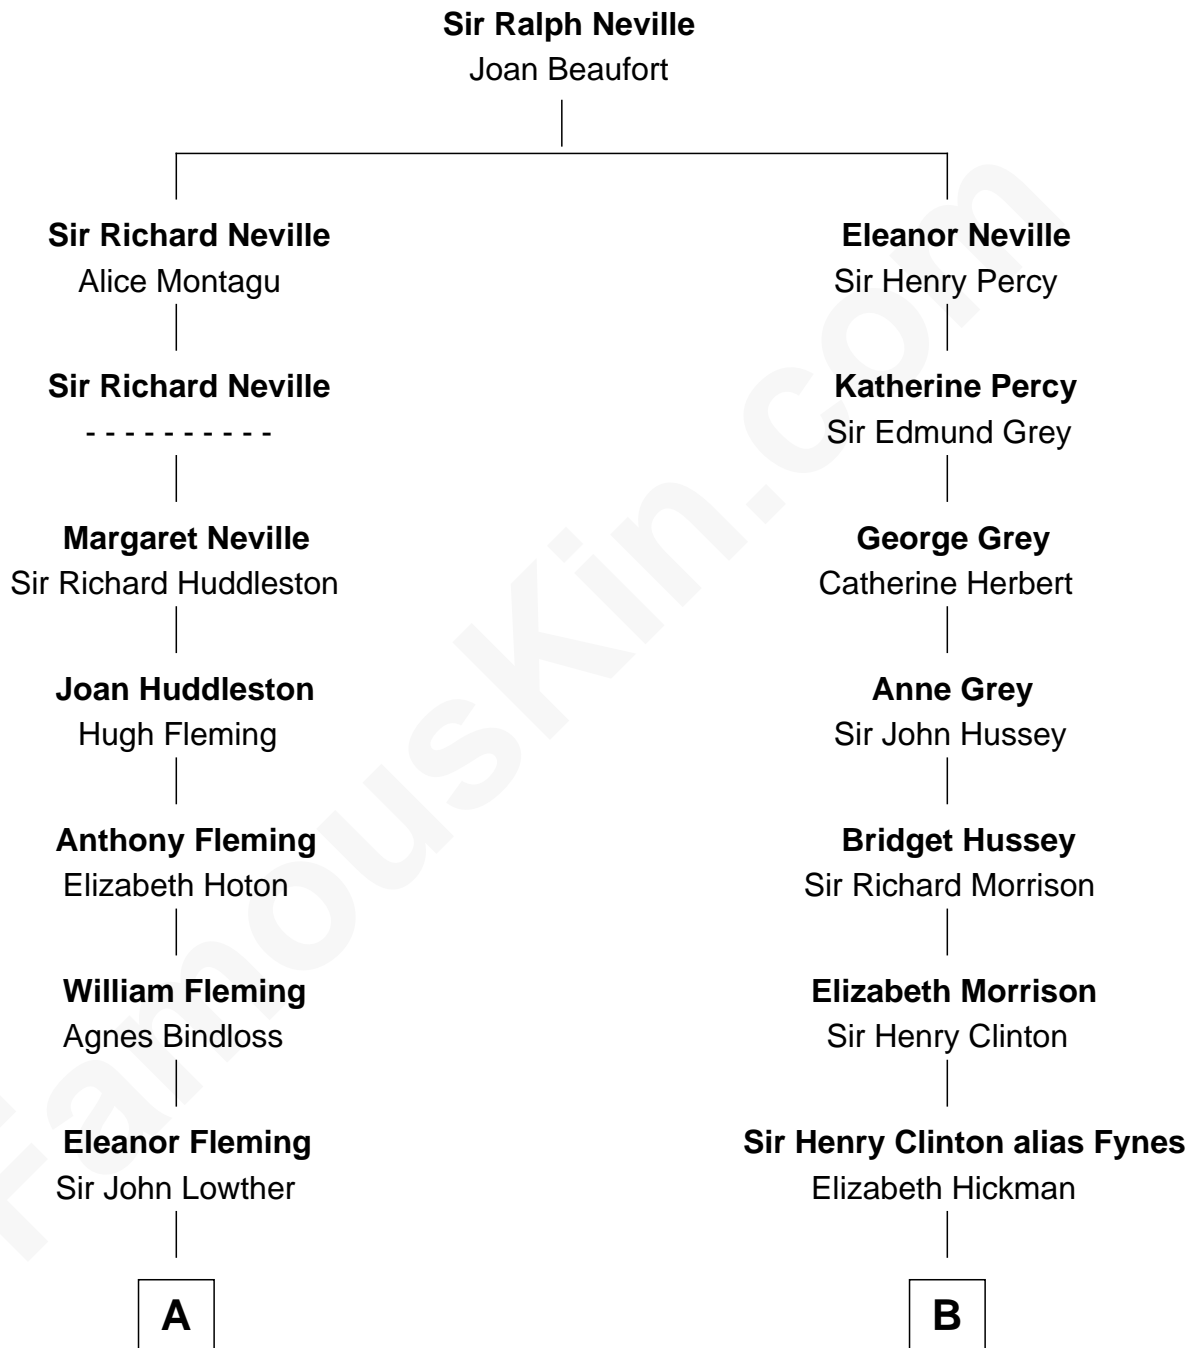 Sir Ralph Neville
Joan Beaufort
Sir Richard Neville
Alice Montagu
Eleanor Neville
Sir Henry Percy
Sir Richard Neville
- - - - - - - - - -
Katherine Percy
Sir Edmund Grey
Margaret Neville
Sir Richard Huddleston
George Grey
Catherine Herbert
Joan Huddleston
Hugh Fleming
Anne Grey
Sir John Hussey
Anthony Fleming
Elizabeth Hoton
Bridget Hussey
Sir Richard Morrison
William Fleming
Agnes Bindloss
Elizabeth Morrison
Sir Henry Clinton
Eleanor Fleming
Sir John Lowther
Sir Henry Clinton alias Fynes
Elizabeth Hickman
A
B
FamousKin.com